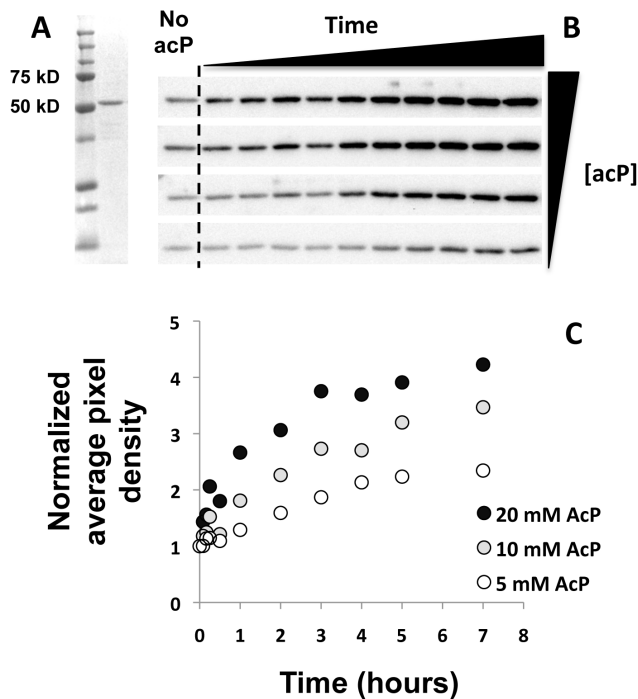 A
No
acP
Time
B
75 kD
50 kD
[acP]
C
Normalized
average pixel
density
5
4
3
2
1
0
0 1 2 3 4 5 6 7 8
20 mM AcP
10 mM AcP
5 mM AcP
Time (hours)